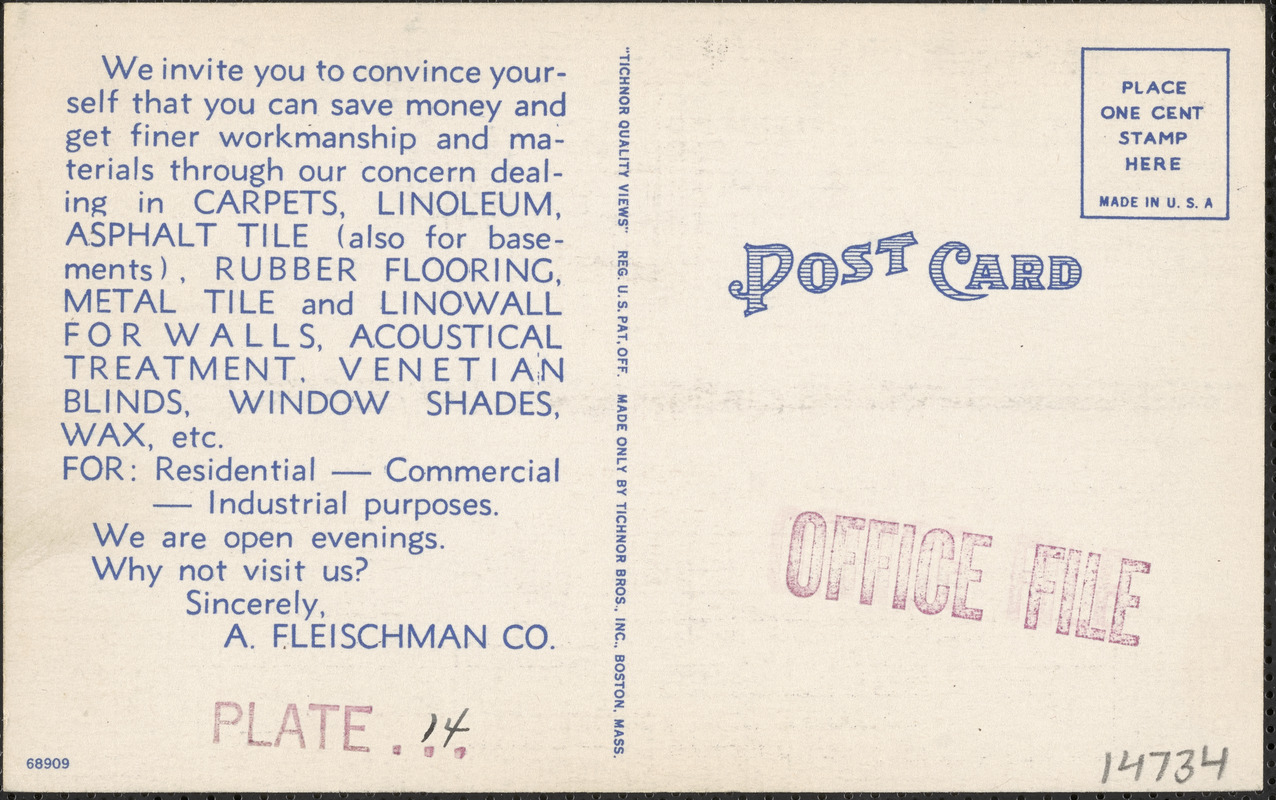 We invite you to convince your-
self that you can save money and
get finer workmanship and ma-
terials through our concern deal-
ing in CARPETS, LINOLEUM,
ASPHALT TILE (also for base-
ments), RUBBER FLOORING,
METAL TILE and LINOWALL
FOR WALLS, ACOUSTICAL
TREATMENT, VENETIAN
BLINDS, WINDOW SHADES,
WAX, etc.
FOR: Residential — Commercial
— Industrial purposes.
We are open evenings.
Why not visit us?
Sincerely,
A. FLEISCHMAN CO.
PLATE . . . 14
68909
"TICHNOR QUALITY VIEWS" REG. U. S. PAT. OFF. MADE ONLY BY TICHNOR BROS., INC., BOSTON, MASS.
PLACE
ONE CENT
STAMP
HERE
MADE IN U. S. A
POST CARD
OFFICE FILE
14734